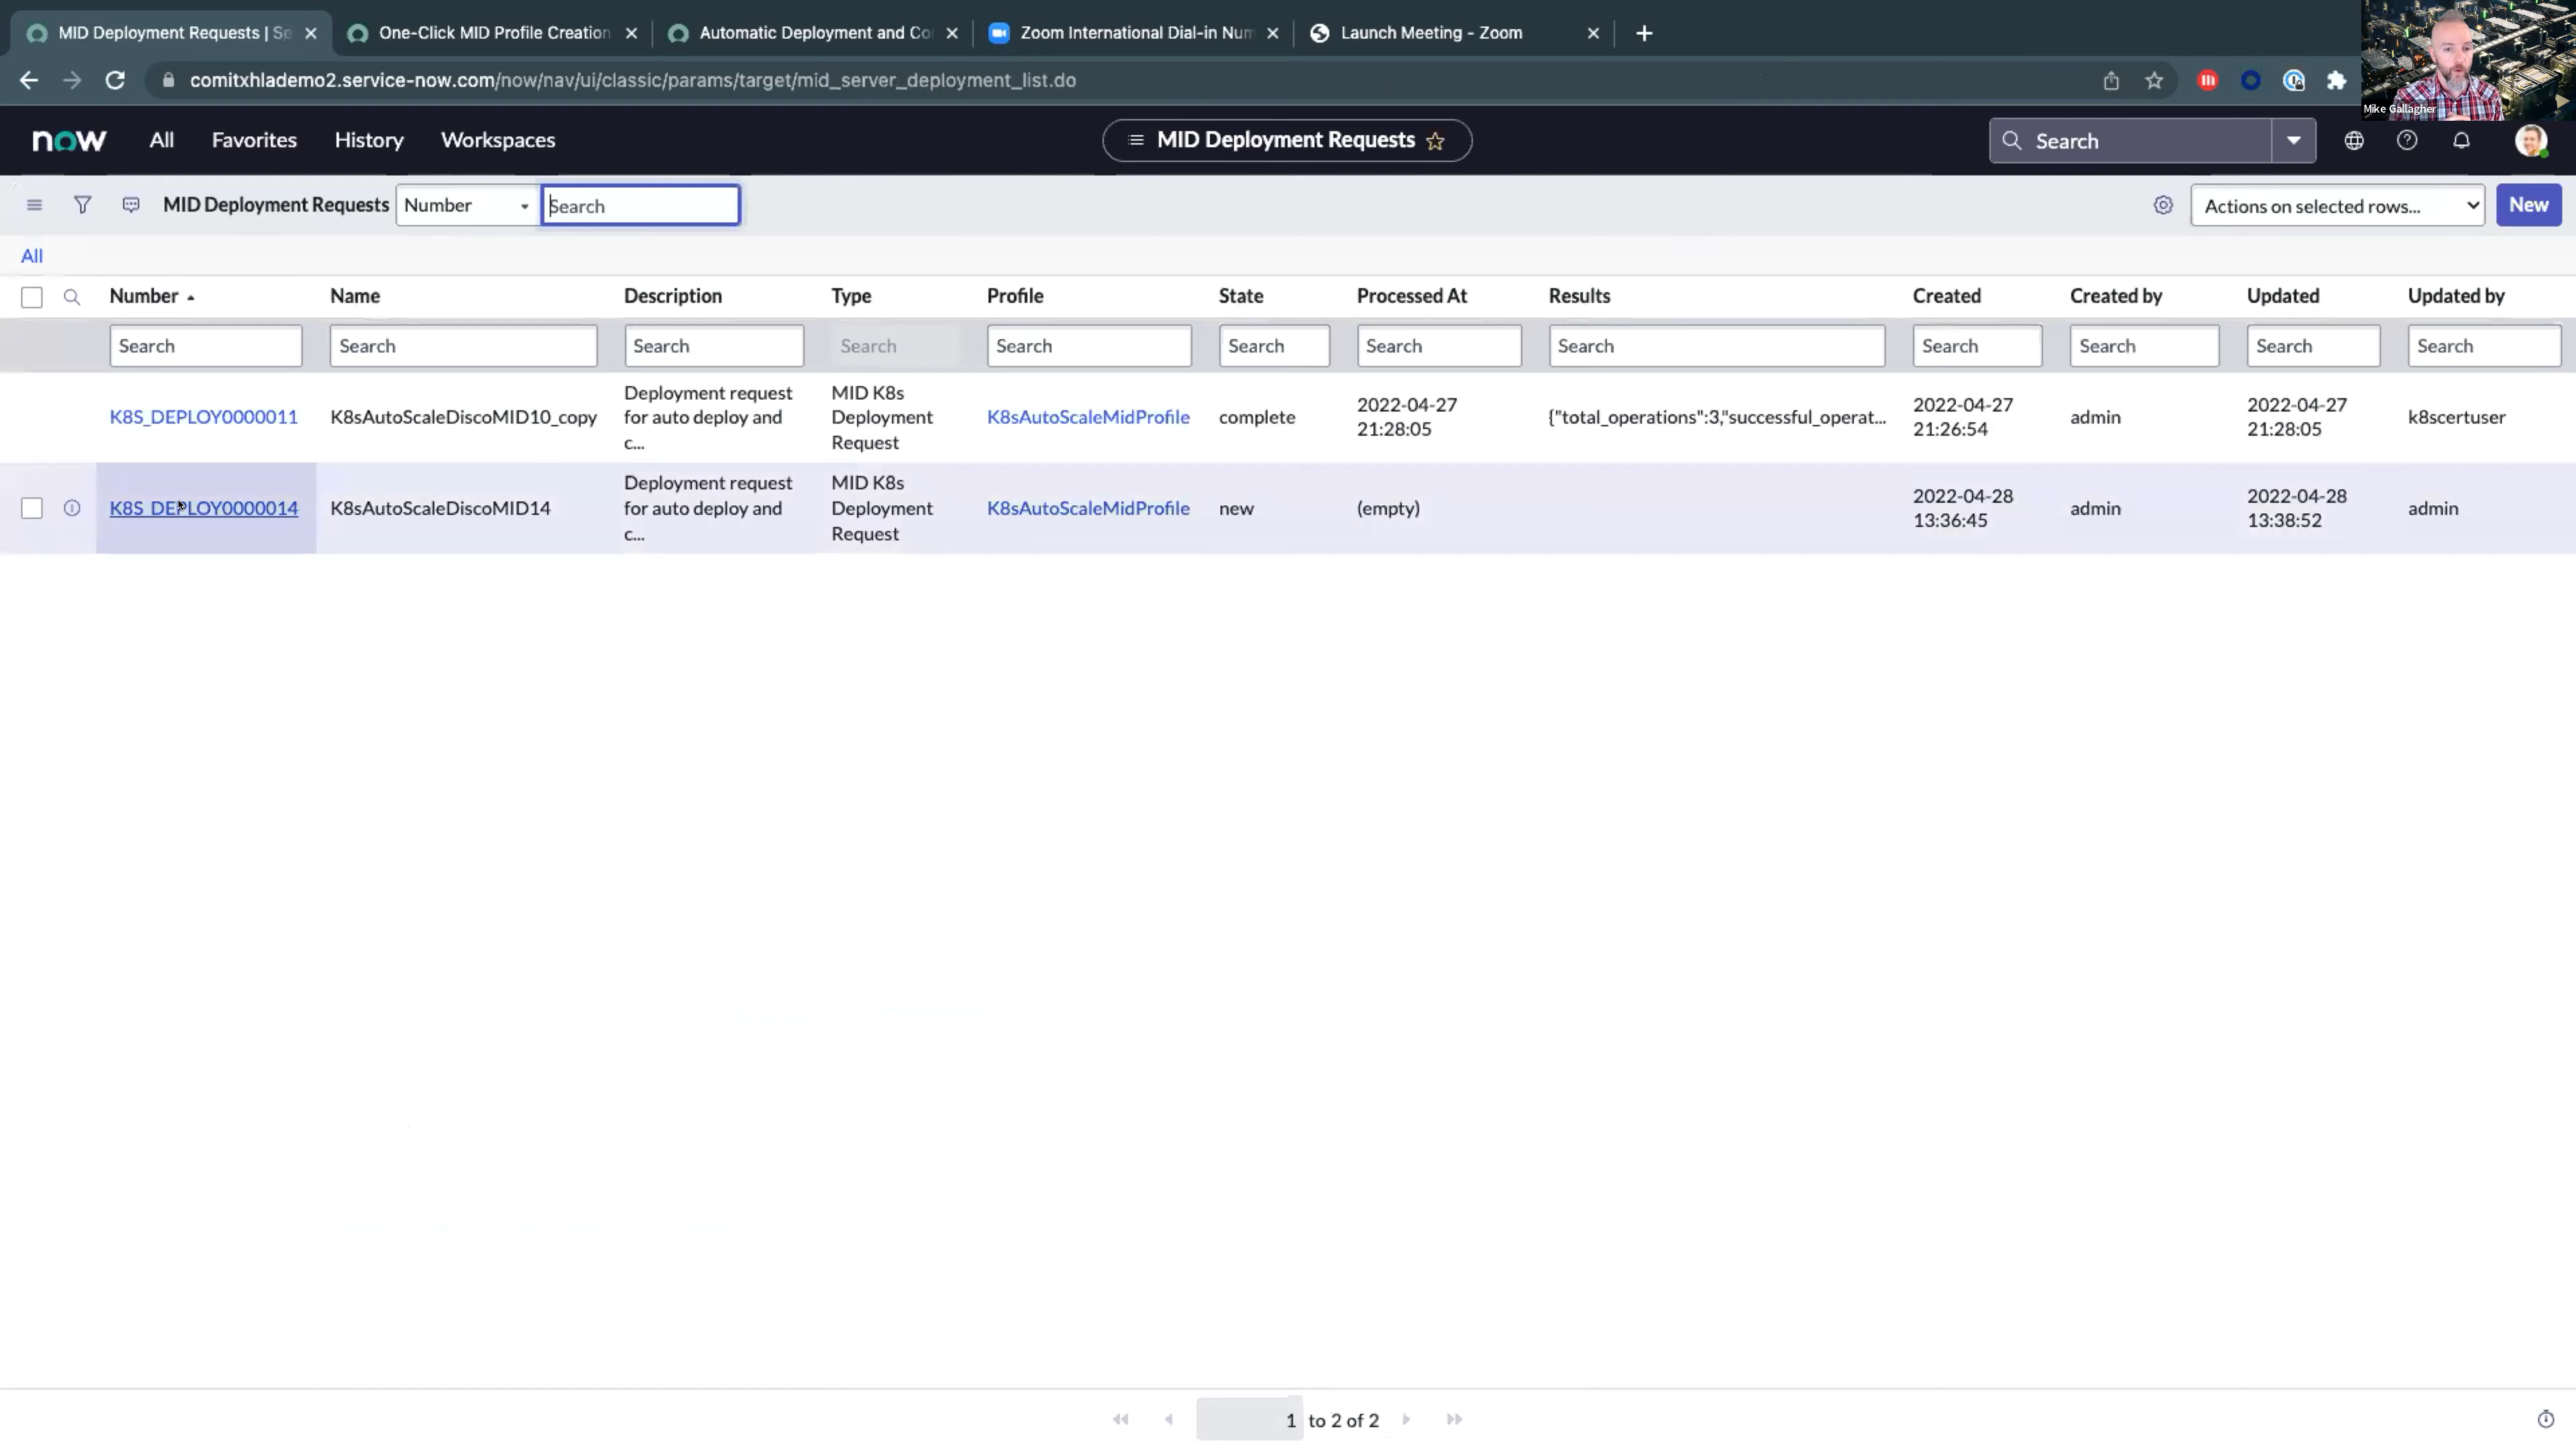 MID Deployment Requests | Se
One-Click MID Profile Creation
Automatic Deployment and Co
Zoom International Dial-in Num
Launch Meeting - Zoom
comitxhlademo2.service-now.com/now/nav/ui/classic/params/target/mid_server_deployment_list.do
Mike Gallagher
now All Favorites History Workspaces MID Deployment Requests Search
MID Deployment Requests Number Search Actions on selected rows... New
All
Number Name Description Type Profile State Processed At Results Created Created by Updated Updated by
Search Search Search Search Search Search Search Search Search Search Search Search
K8S_DEPLOY0000011 K8sAutoScaleDiscoMID10_copy
Deployment request
for auto deploy and
c...
MID K8s
Deployment
Request
K8sAutoScaleMidProfile complete
2022-04-27
21:28:05
{"total_operations":3,"successful_operat...
2022-04-27
21:26:54
admin
2022-04-27
21:28:05
k8scertuser
K8S_DEPLOY0000014 K8sAutoScaleDiscoMID14
Deployment request
for auto deploy and
c...
MID K8s
Deployment
Request
K8sAutoScaleMidProfile new (empty)
2022-04-28
13:36:45
admin
2022-04-28
13:38:52
admin
1 to 2 of 2